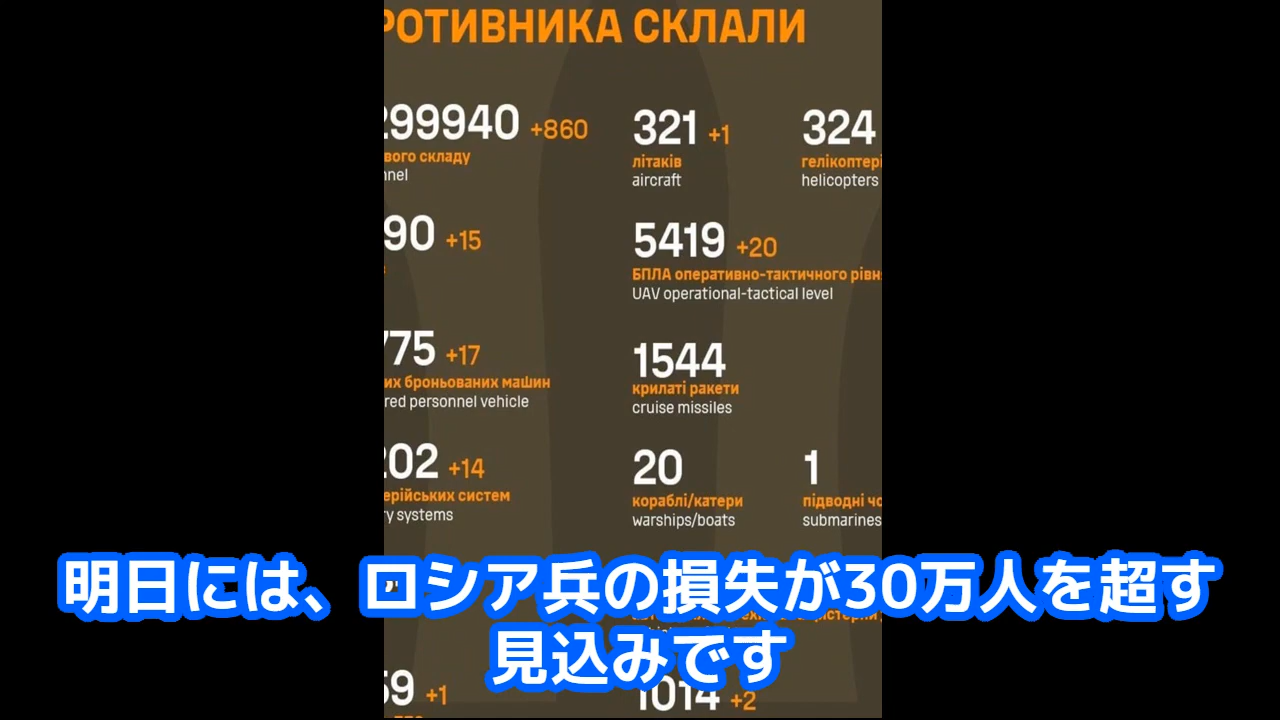 РОТИВНИКА СКЛАЛИ
299940 +860
вого складу
nnel
321 +1
літаків
aircraft
324
гелікоптері
helicopters
90 +15
5419 +20
БПЛА оперативно-тактичного рівн
UAV operational-tactical level
775 +17
их броньованих машин
red personnel vehicle
1544
крилаті ракети
cruise missiles
202 +14
ерійських систем
ry systems
20
кораблі/катери
warships/boats
1
підводні чо
submarines
明日には、ロシア兵の損失が30万人を超す
見込みです
59 +1
1014 +2